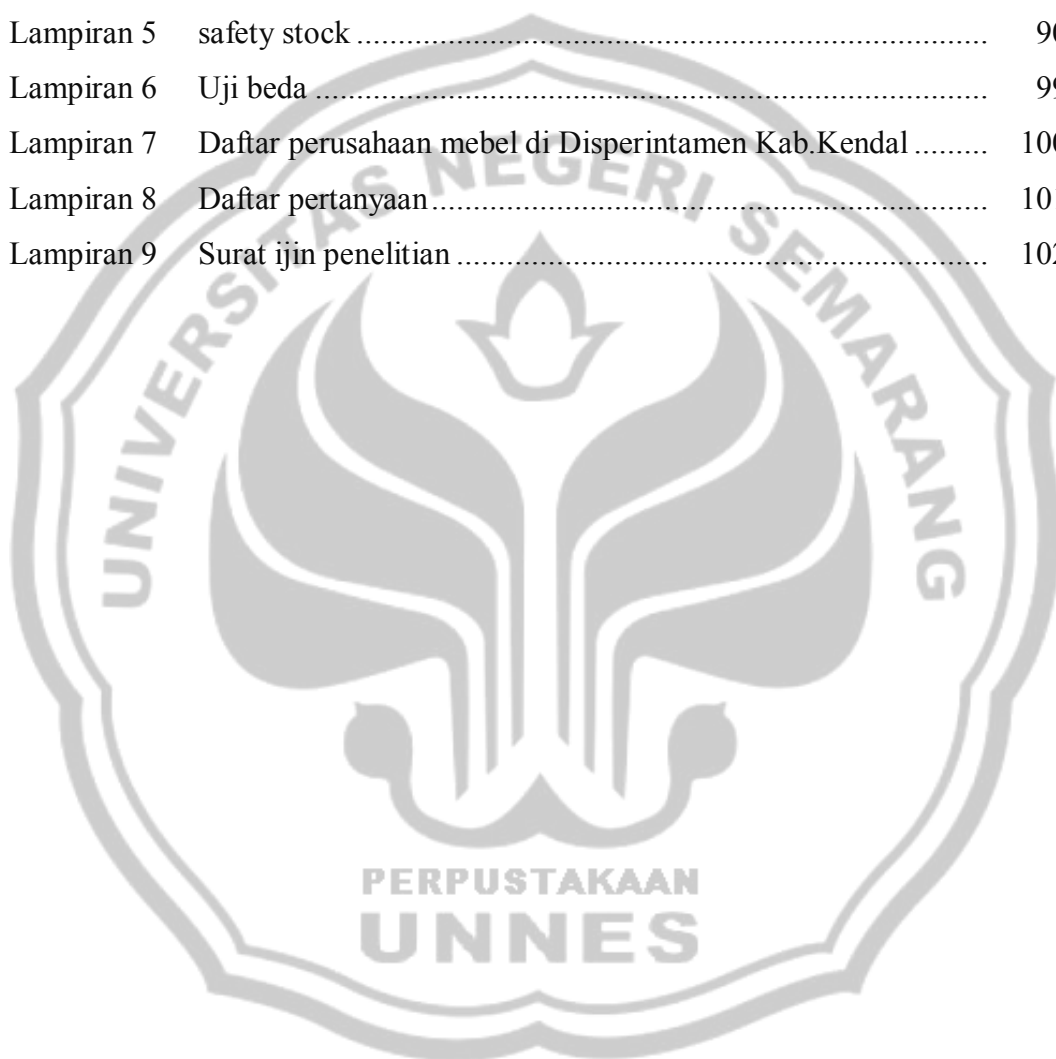 Lampiran 5 safety stock ................................................................................ 90
Lampiran 6 Uji beda ..................................................................................... 99
Lampiran 7 Daftar perusahaan mebel di Disperintamen Kab.Kendal ......... 100
Lampiran 8 Daftar pertanyaan ...................................................................... 10
Lampiran 9 Surat ijin penelitian ................................................................... 102
UNIVERSITAS NEGERI SEMARANG
PERPUSTAKAAN
UNNES